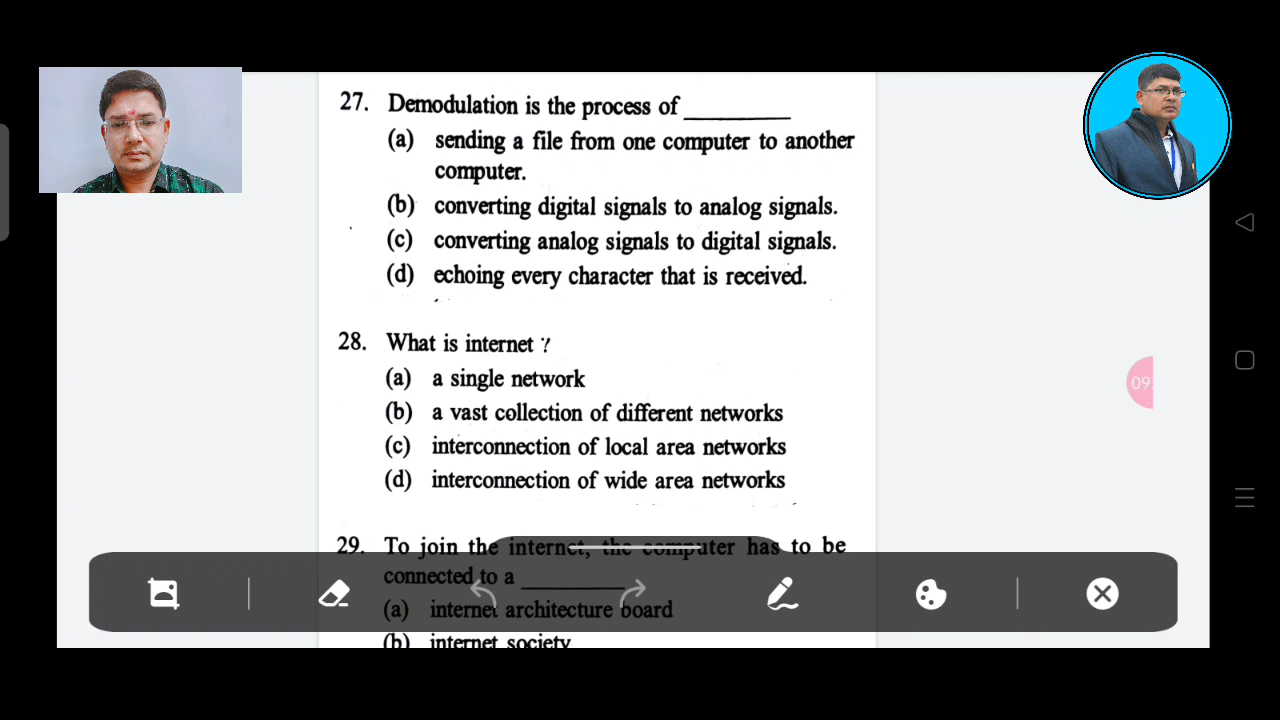 27. Demodulation is the process of __________
(a) sending a file from one computer to another
computer.
(b) converting digital signals to analog signals.
(c) converting analog signals to digital signals.
(d) echoing every character that is received.
28. What is internet ?
(a) a single network
(b) a vast collection of different networks
(c) interconnection of local area networks
(d) interconnection of wide area networks
09
29. To join the internet, the computer has to be
connected to a __________
(a) internet architecture board
(b) internet society